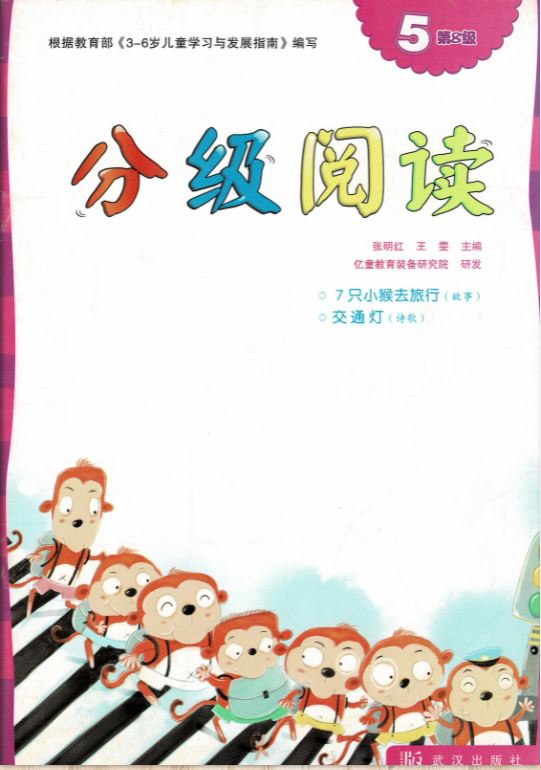 根据教育部《3-6岁儿童学习与发展指南》编写
5 第8级
分级阅读
张明红 王雯 主编
亿童教育装备研究院 研发
7只小猴去旅行（故事）
交通灯（诗歌）
武汉出版社